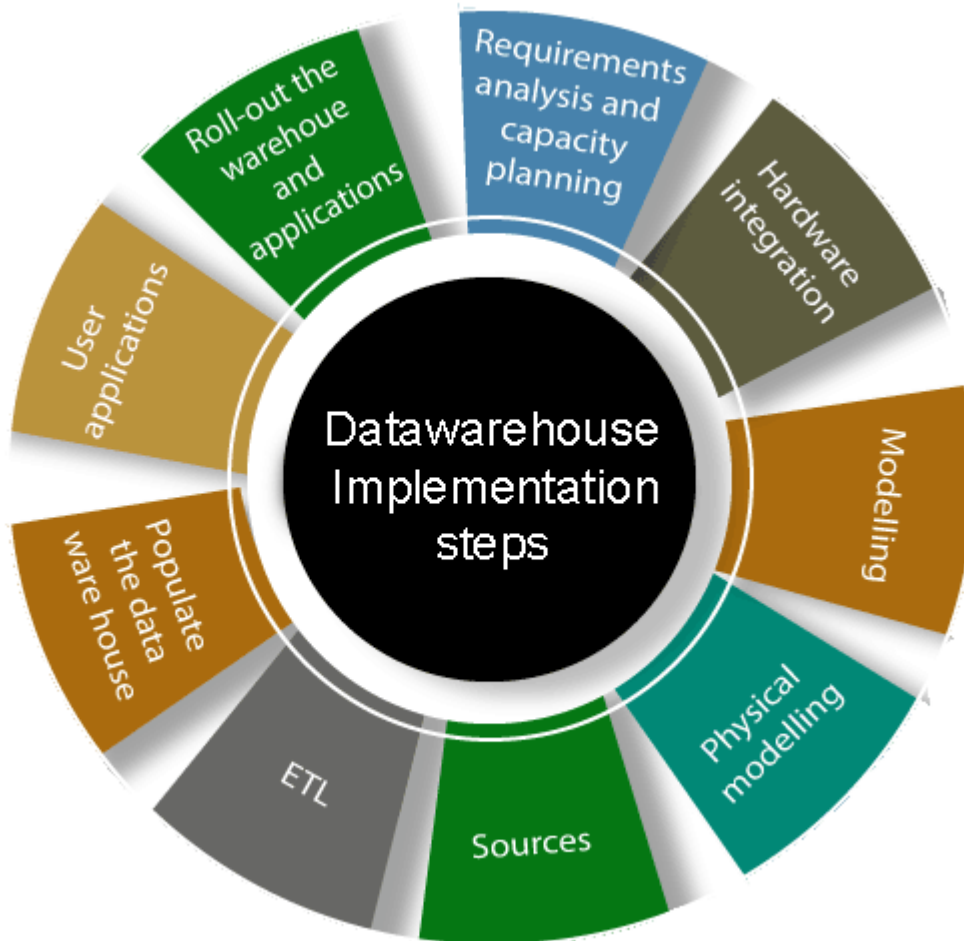 Requirements
analysis and
capacity
planning
Hardware
integration
Modelling
Physical
modelling
Sources
ETL
Populate
the data
ware house
User
applications
Roll-out the
warehoue
and
applications
Datawarehouse
Implementation
steps